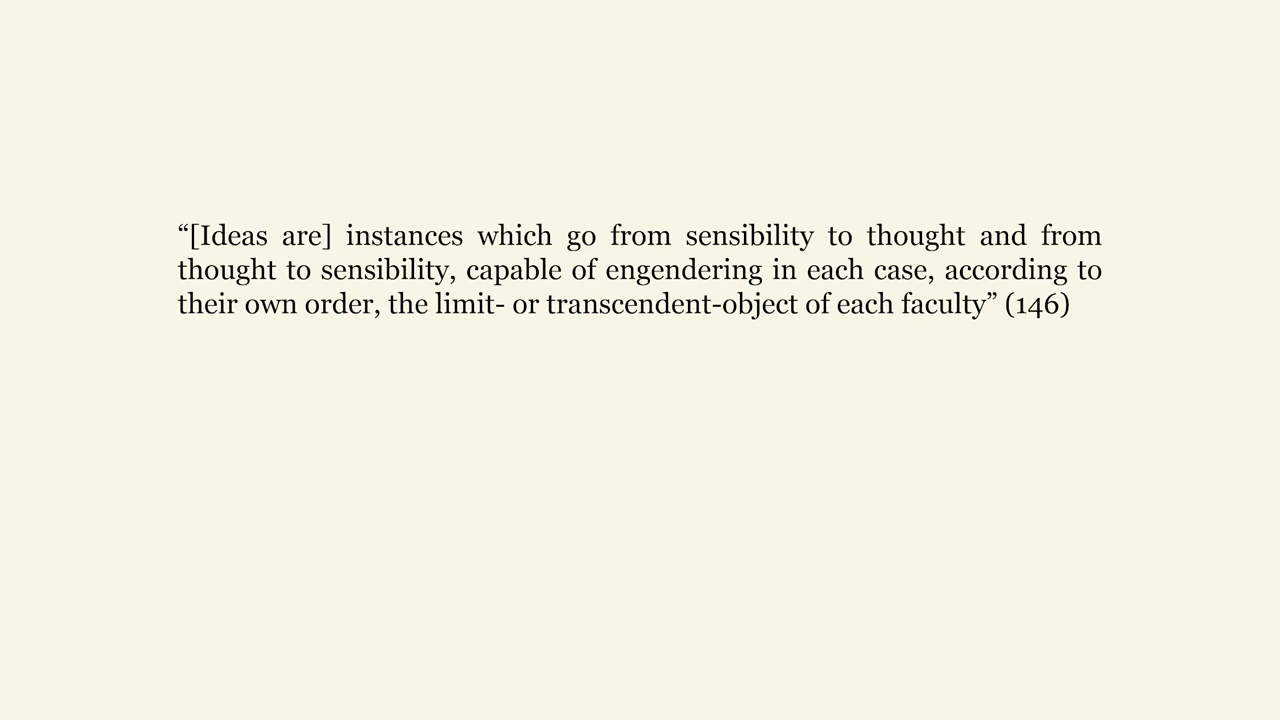 “[Ideas are] instances which go from sensibility to thought and from
thought to sensibility, capable of engendering in each case, according to
their own order, the limit- or transcendent-object of each faculty” (146)